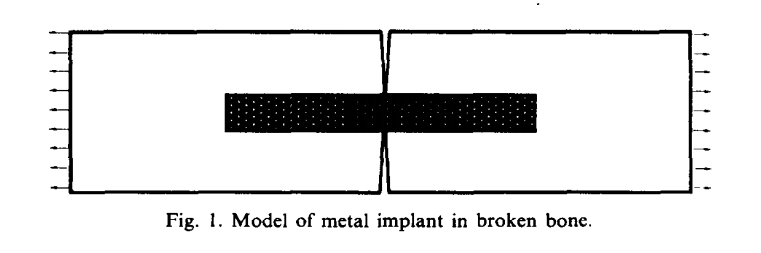 Fig. 1. Model of metal implant in broken bone.